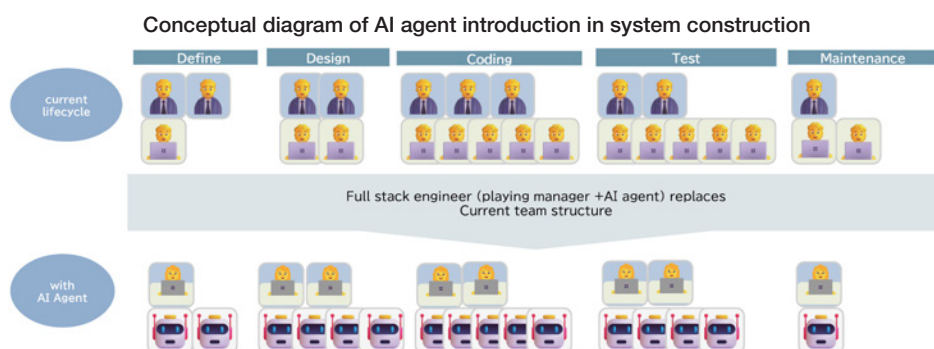 Conceptual diagram of AI agent introduction in system construction
Define
Design
Coding
Test
Maintenance
current
lifecycle
Full stack engineer (playing manager +AI agent) replaces
Current team structure
with
AI Agent